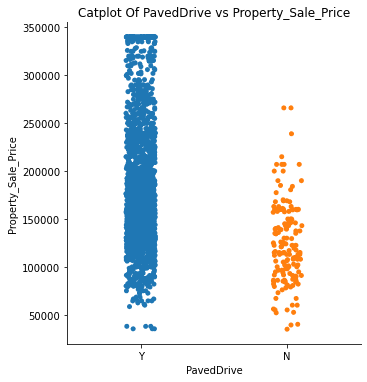 Catplot Of PavedDrive vs Property_Sale_Price
350000
300000
250000
200000
150000
100000
50000
Property_Sale_Price
Y
N
PavedDrive